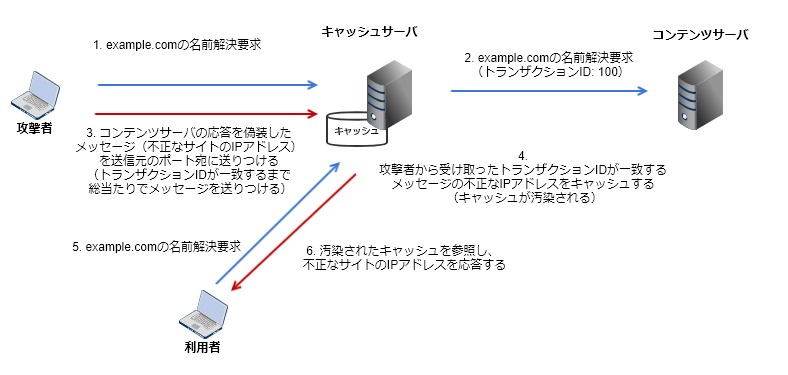 キャッシュサーバ
コンテンツサーバ
1. example.comの名前解決要求
2. example.comの名前解決要求
（トランザクションID: 100）
攻撃者
キャッシュ
3. コンテンツサーバの応答を偽装した
メッセージ（不正なサイトのIPアドレス）
を送信元のポート宛に送りつける
（トランザクションIDが一致するまで
総当たりでメッセージを送りつける）
4.
攻撃者から受け取ったトランザクションIDが一致する
メッセージの不正なIPアドレスをキャッシュする
（キャッシュが汚染される）
5. example.comの名前解決要求
6. 汚染されたキャッシュを参照し、
不正なサイトのIPアドレスを応答する
利用者